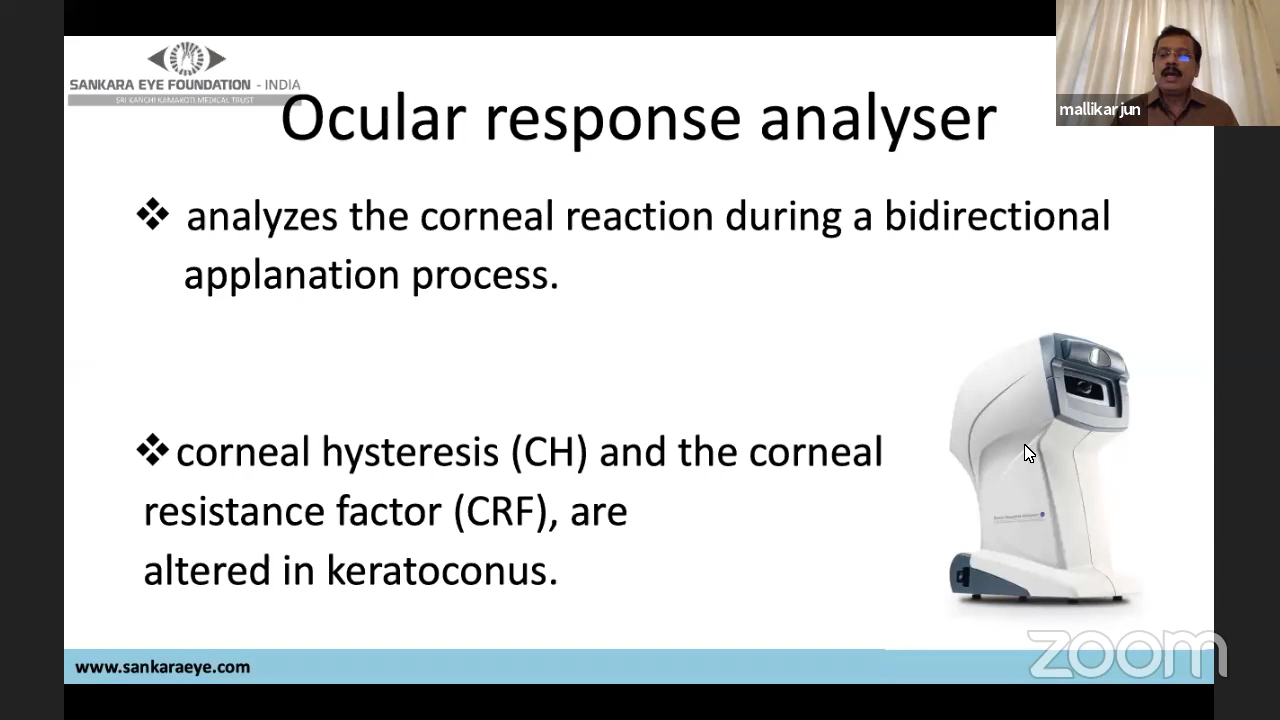 SANKARA EYE FOUNDATION - INDIA
SRI KANCHI KAMAKOTI MEDICAL TRUST
mallikarjun
Ocular response analyser
❖ analyzes the corneal reaction during a bidirectional
applanation process.
❖corneal hysteresis (CH) and the corneal
resistance factor (CRF), are
altered in keratoconus.
www.sankaraeye.com
zoom